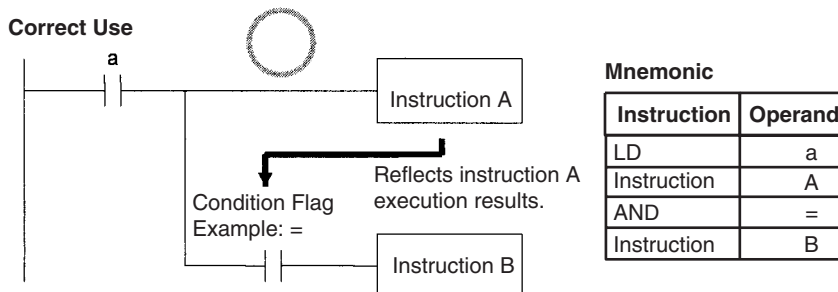 Correct Use
a
Instruction A
Reflects instruction A
execution results.
Condition Flag
Example: =
Instruction B
Mnemonic
Instruction Operand
LD a
Instruction A
AND =
Instruction B